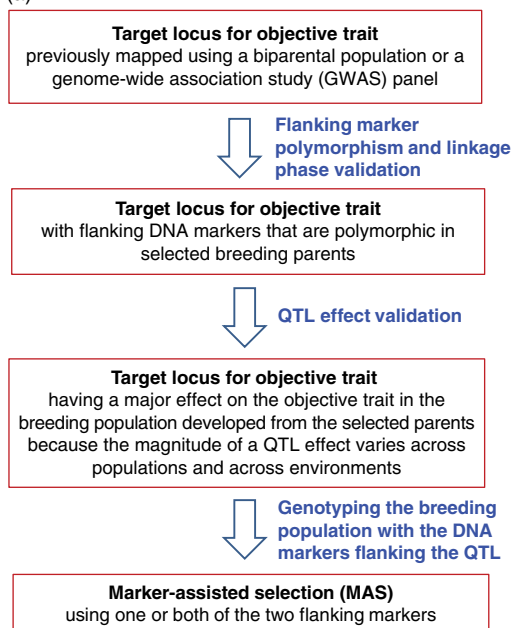 Target locus for objective trait
previously mapped using a biparental population or a
genome-wide association study (GWAS) panel
Flanking marker
polymorphism and linkage
phase validation
Target locus for objective trait
with flanking DNA markers that are polymorphic in
selected breeding parents
QTL effect validation
Target locus for objective trait
having a major effect on the objective trait in the
breeding population developed from the selected parents
because the magnitude of a QTL effect varies across
populations and across environments
Genotyping the breeding
population with the DNA
markers flanking the QTL
Marker-assisted selection (MAS)
using one or both of the two flanking markers